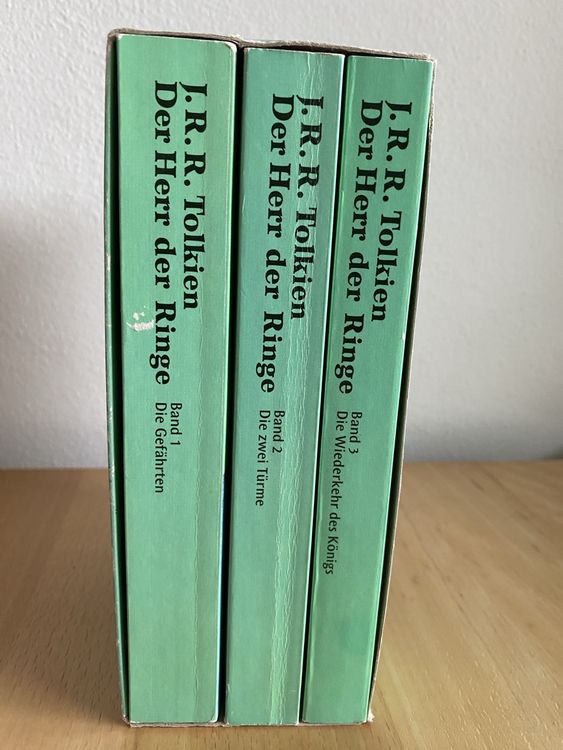 J. R. R. Tolkien
Der Herr der Ringe
Band 1
Die Gefährten
J. R. R. Tolkien
Der Herr der Ringe
Band 2
Die zwei Türme
J. R. R. Tolkien
Der Herr der Ringe
Band 3
Die Wiederkehr des Königs